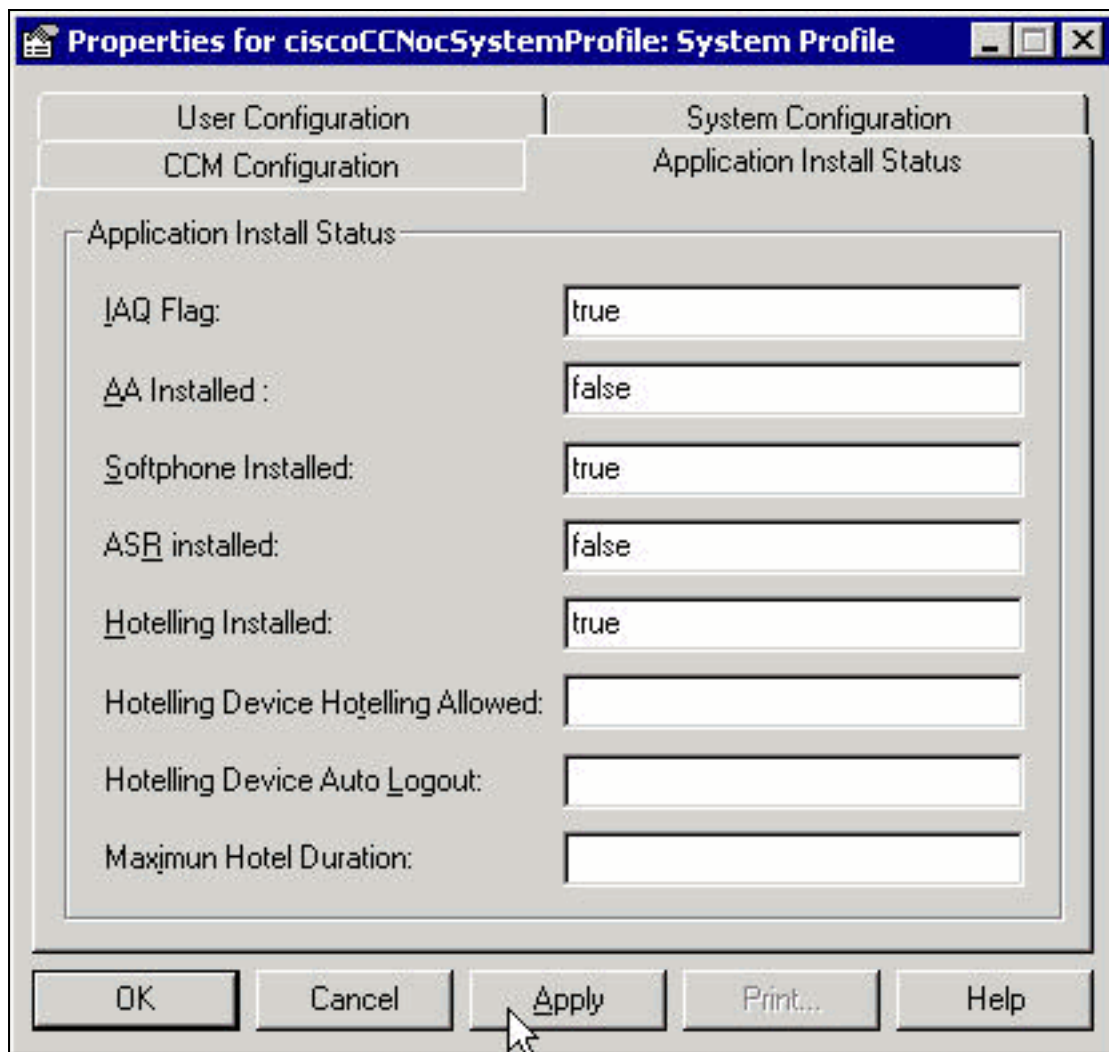 Properties for ciscoCCNocSystemProfile: System Profile
User Configuration
System Configuration
CCM Configuration
Application Install Status
Application Install Status
IAQ Flag:
true
AA Installed :
false
Softphone Installed:
true
ASR installed:
false
Hotelling Installed:
true
Hotelling Device Hotelling Allowed:
Hotelling Device Auto Logout:
Maximun Hotel Duration:
OK
Cancel
Apply
Print...
Help